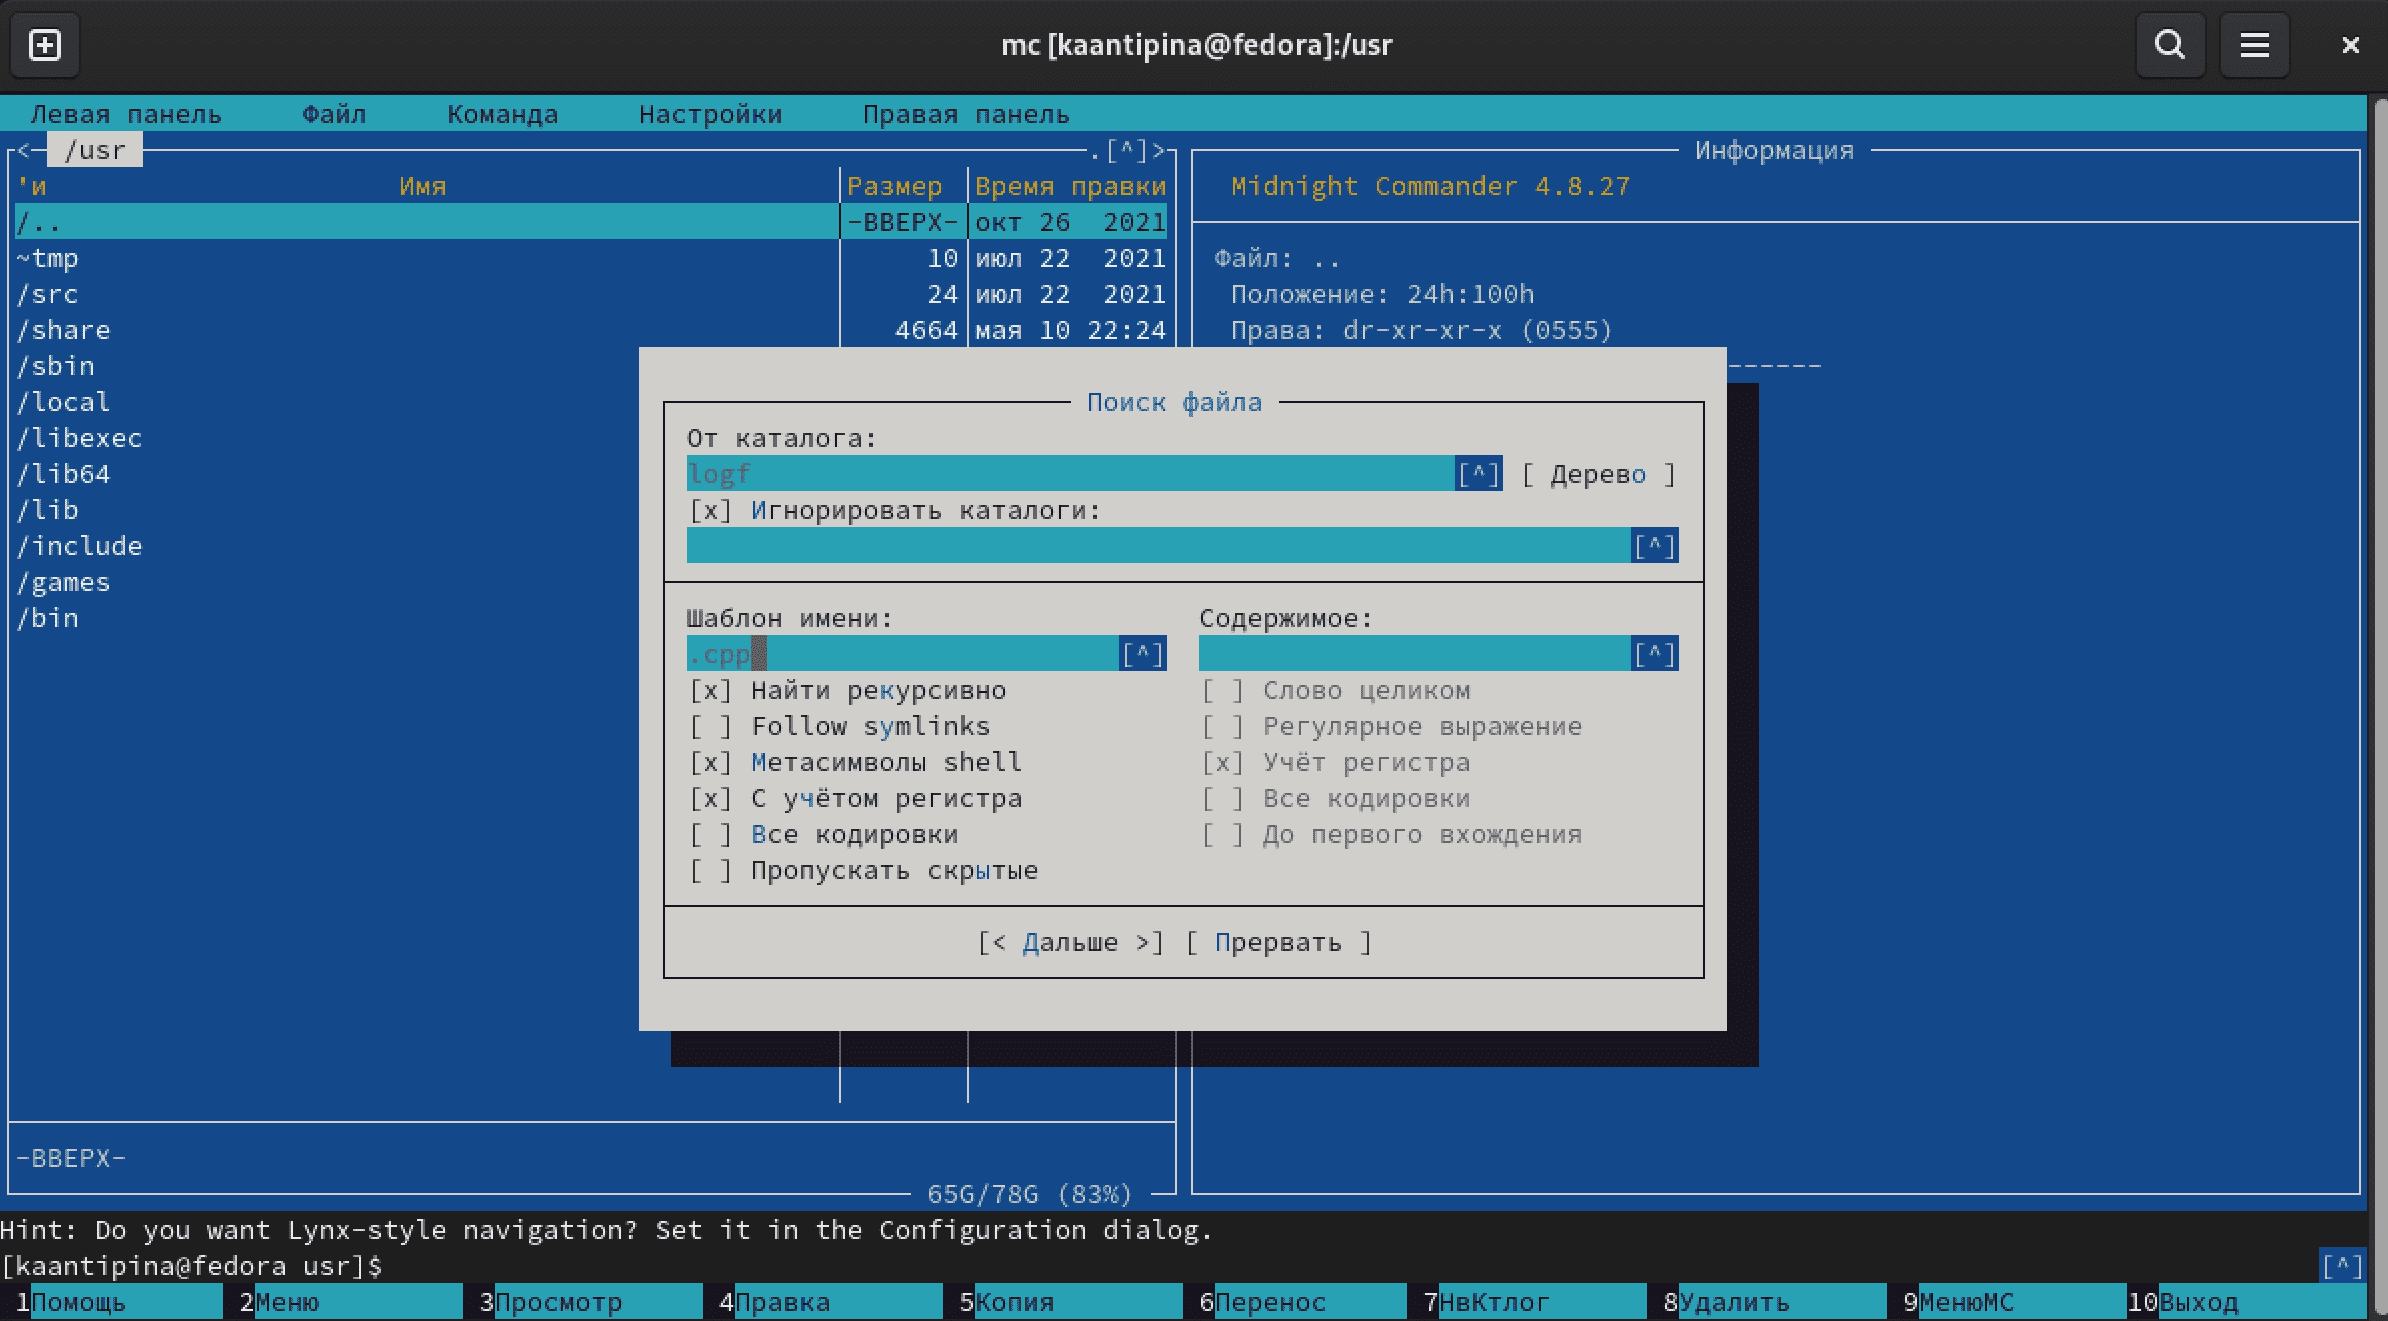 mc [kaantipina@fedora]:/usr
Левая панель Файл Команда Настройки Правая панель
<- /usr .[^]> Информация
'и Имя Размер Время правки Midnight Commander 4.8.27
/.. -ВВЕРХ- окт 26 2021
~tmp 10 июл 22 2021 Файл: ..
/src 24 июл 22 2021 Положение: 24h:100h
/share 4664 мая 10 22:24 Права: dr-xr-xr-x (0555)
/sbin ------
/local Поиск файла
/libexec От каталога:
/lib64 logf [^] [ Дерево ]
/lib [x] Игнорировать каталоги:
/include [^]
/games
/bin Шаблон имени: Содержимое:
.cpp [^] [^]
[x] Найти рекурсивно [ ] Слово целиком
[ ] Follow symlinks [ ] Регулярное выражение
[x] Метасимволы shell [x] Учёт регистра
[x] С учётом регистра [ ] Все кодировки
[ ] Все кодировки [ ] До первого вхождения
[ ] Пропускать скрытые
[< Дальше >] [ Прервать ]
-ВВЕРХ-
65G/78G (83%)
Hint: Do you want Lynx-style navigation? Set it in the Configuration dialog.
[kaantipina@fedora usr]$ [^]
1Помощь 2Меню 3Просмотр 4Правка 5Копия 6Перенос 7НвКтлог 8Удалить 9МенюМС 10Выход